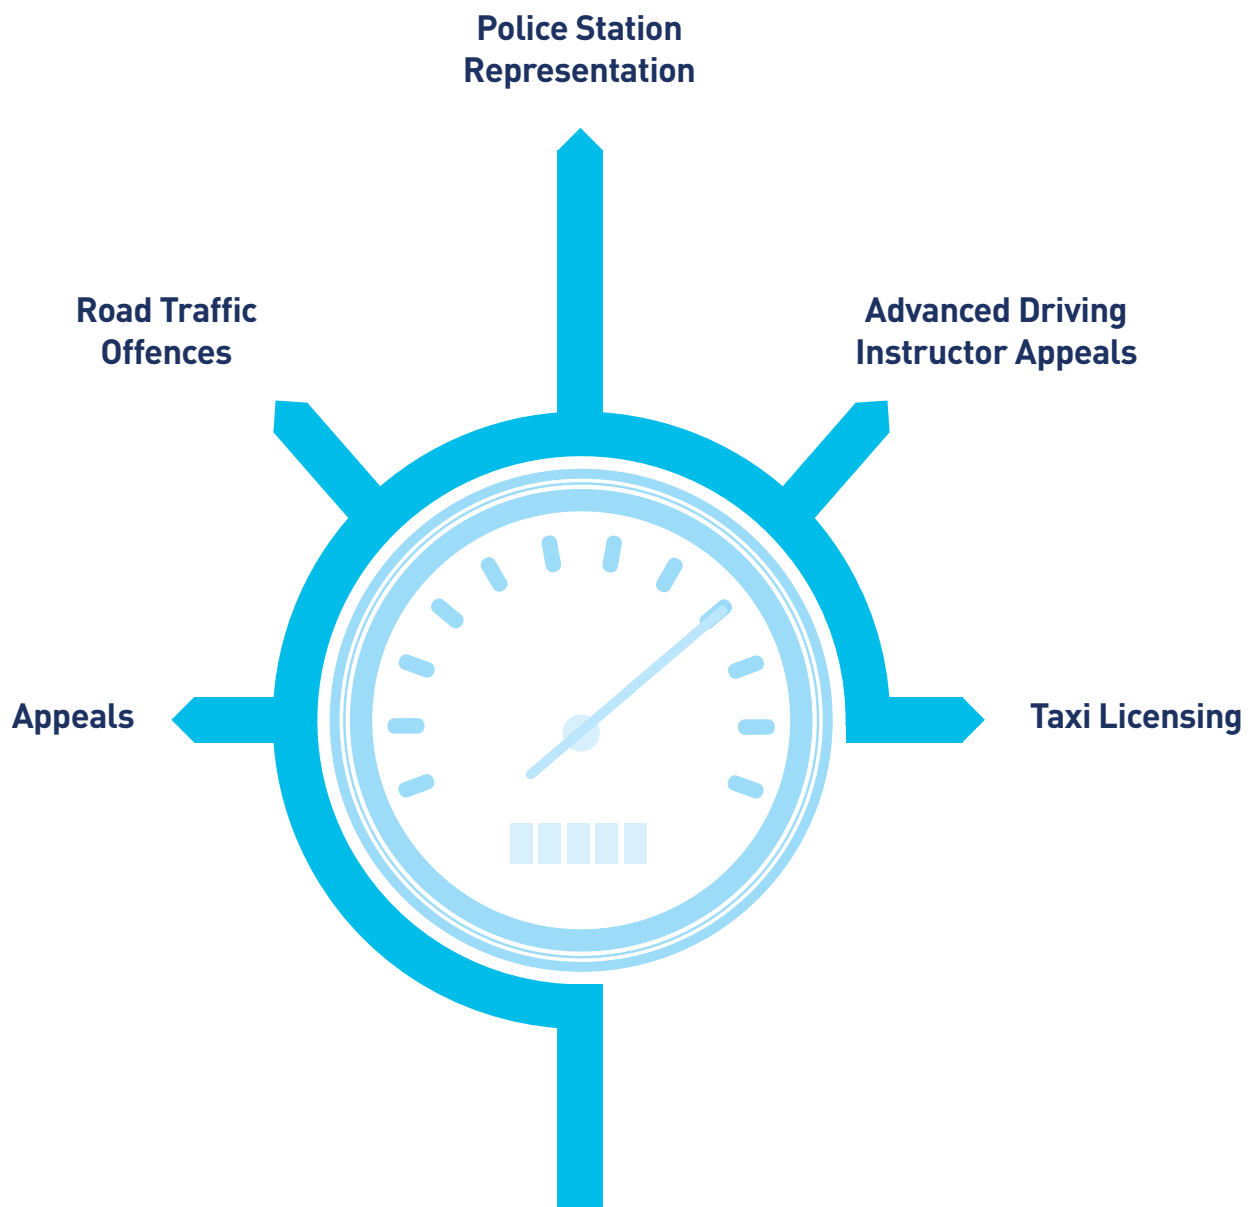 Police Station
Representation
Road Traffic
Offences
Advanced Driving
Instructor Appeals
Appeals
Taxi Licensing